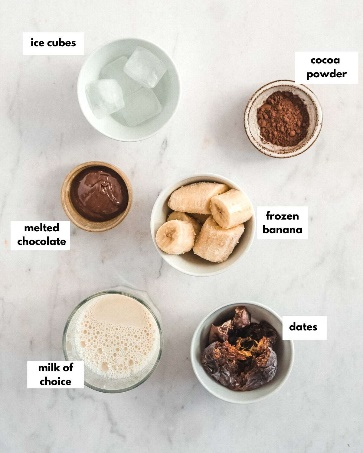 ice cubes
cocoa
powder
melted
chocolate
frozen
banana
dates
milk of
choice